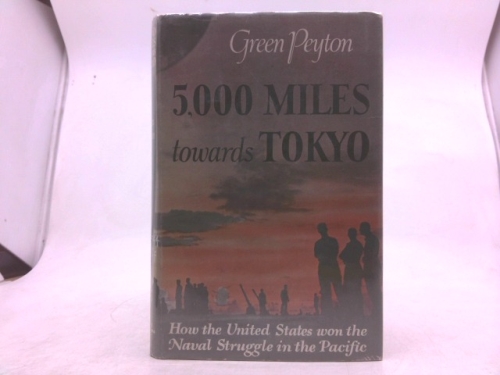 Green Peyton
5,000 MILES
towards TOKYO
How the United States won the
Naval Struggle in the Pacific